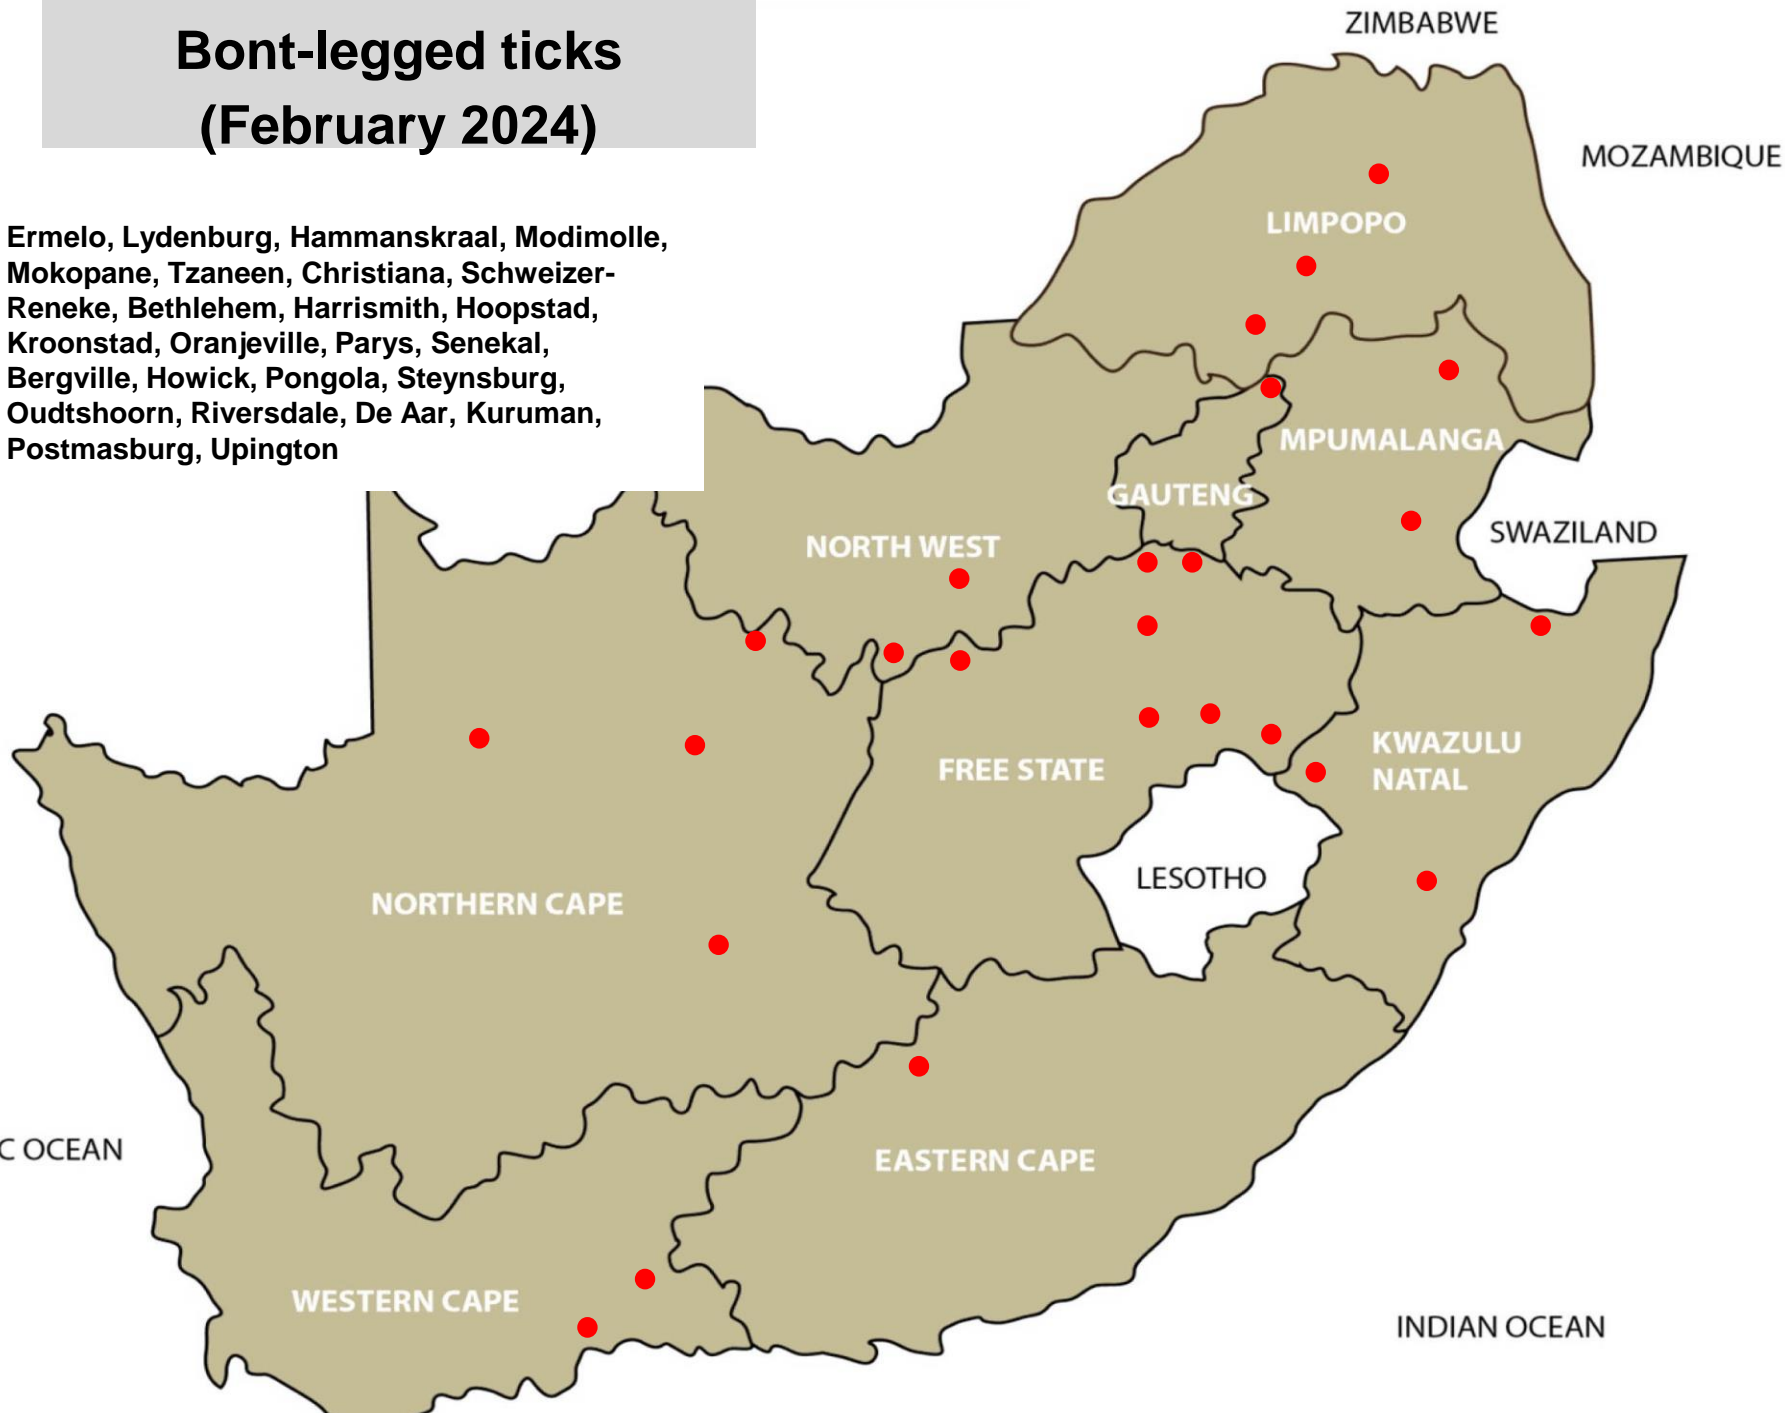 Bont-legged ticks
(February 2024)
Ermelo, Lydenburg, Hammanskraal, Modimolle,
Mokopane, Tzaneen, Christiana, Schweizer-
Reneke, Bethlehem, Harrismith, Hoopstad,
Kroonstad, Oranjeville, Parys, Senekal,
Bergville, Howick, Pongola, Steynsburg,
Oudtshoorn, Riversdale, De Aar, Kuruman,
Postmasburg, Upington
ZIMBABWE
MOZAMBIQUE
LIMPOPO
MPUMALANGA
GAUTENG
SWAZILAND
NORTH WEST
KWAZULU
NATAL
FREE STATE
LESOTHO
NORTHERN CAPE
C OCEAN
EASTERN CAPE
WESTERN CAPE
INDIAN OCEAN